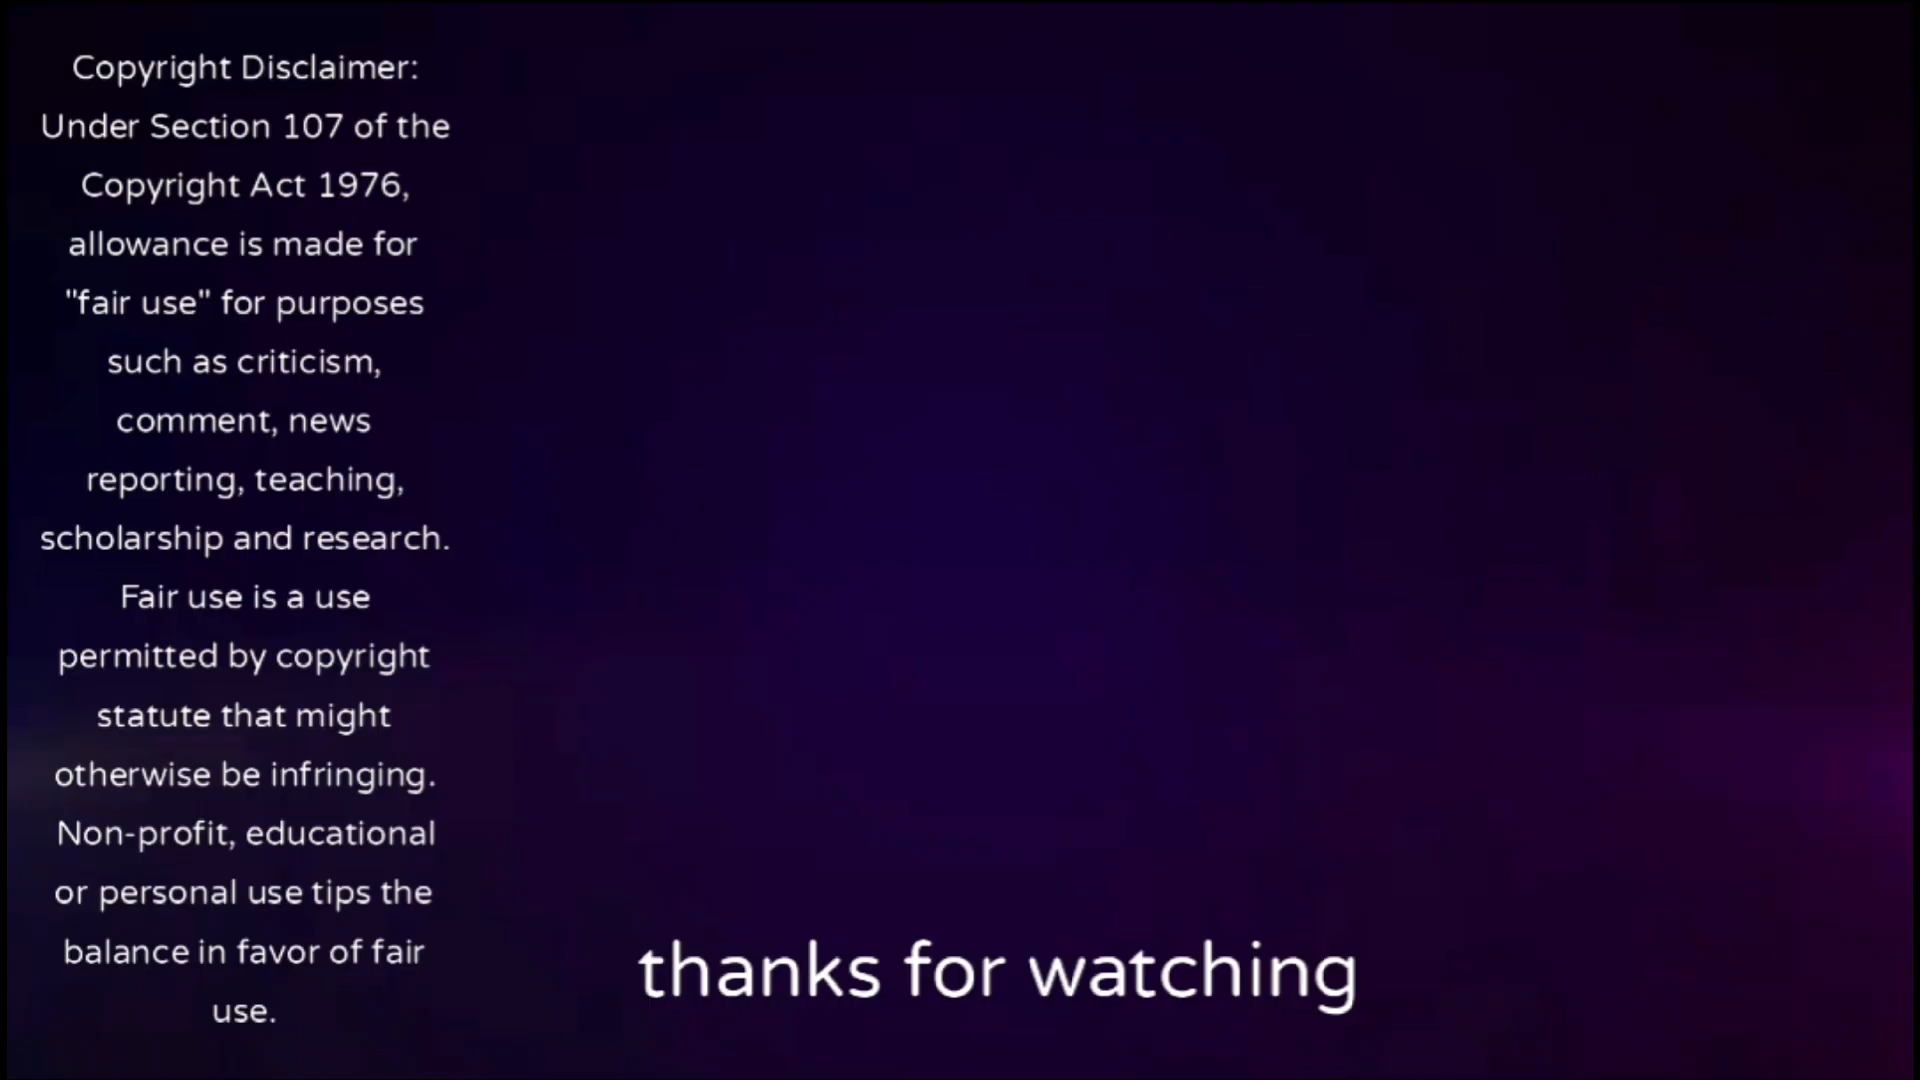 Copyright Disclaimer:
Under Section 107 of the
Copyright Act 1976,
allowance is made for
"fair use" for purposes
such as criticism,
comment, news
reporting, teaching,
scholarship and research.
Fair use is a use
permitted by copyright
statute that might
otherwise be infringing.
Non-profit, educational
or personal use tips the
balance in favor of fair
use.
thanks for watching